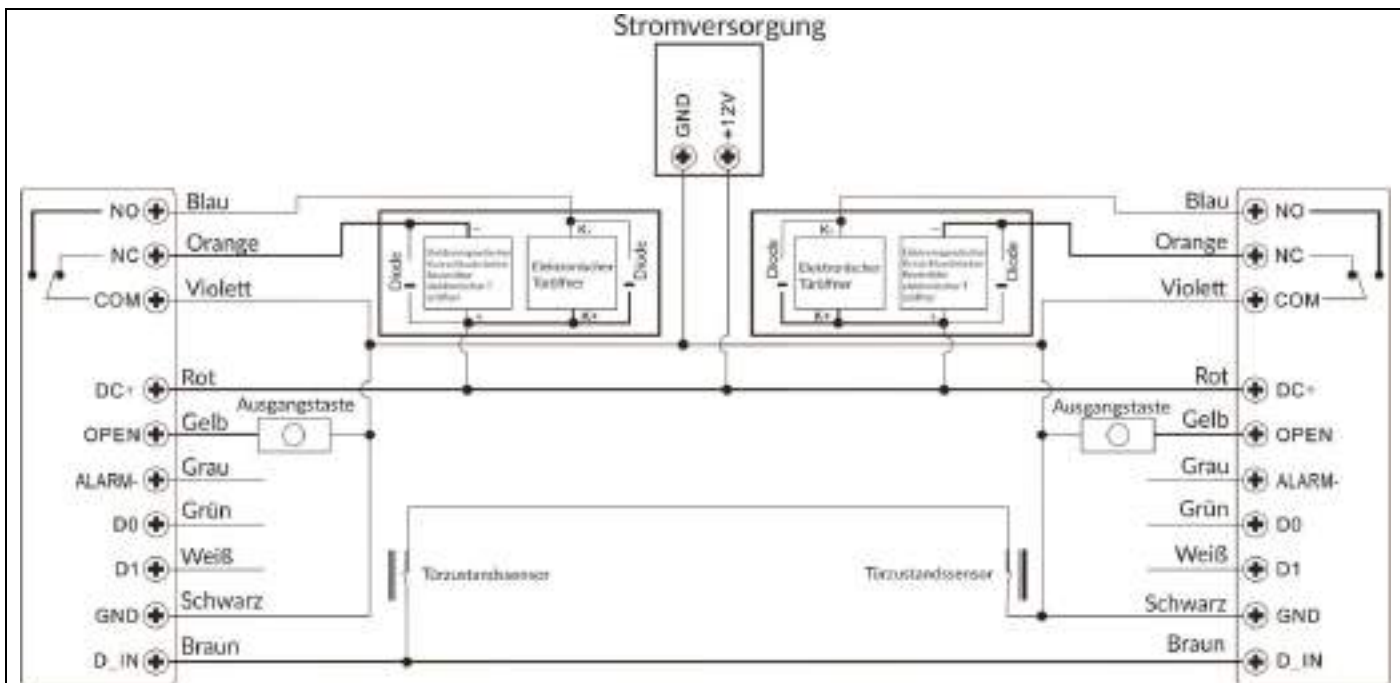 Stromversorgung
GND
+12V
NO
Blau
NC
Orange
COM
Violett
Diode
-
K-
Elektronischer
Türöffner
Diode
+
K+
Diode
K-
Elektronischer
Türöffner
-
Diode
K+
+
Blau
NO
Orange
NC
Violett
COM
DC+
Rot
Rot
DC+
OPEN
Gelb
Ausgangstaste
Ausgangstaste
Gelb
OPEN
ALARM-
Grau
Grau
ALARM-
D0
Grün
Grün
D0
D1
Weiß
Türzustandssensor
Türzustandssensor
Weiß
D1
GND
Schwarz
Schwarz
GND
D_IN
Braun
Braun
D_IN